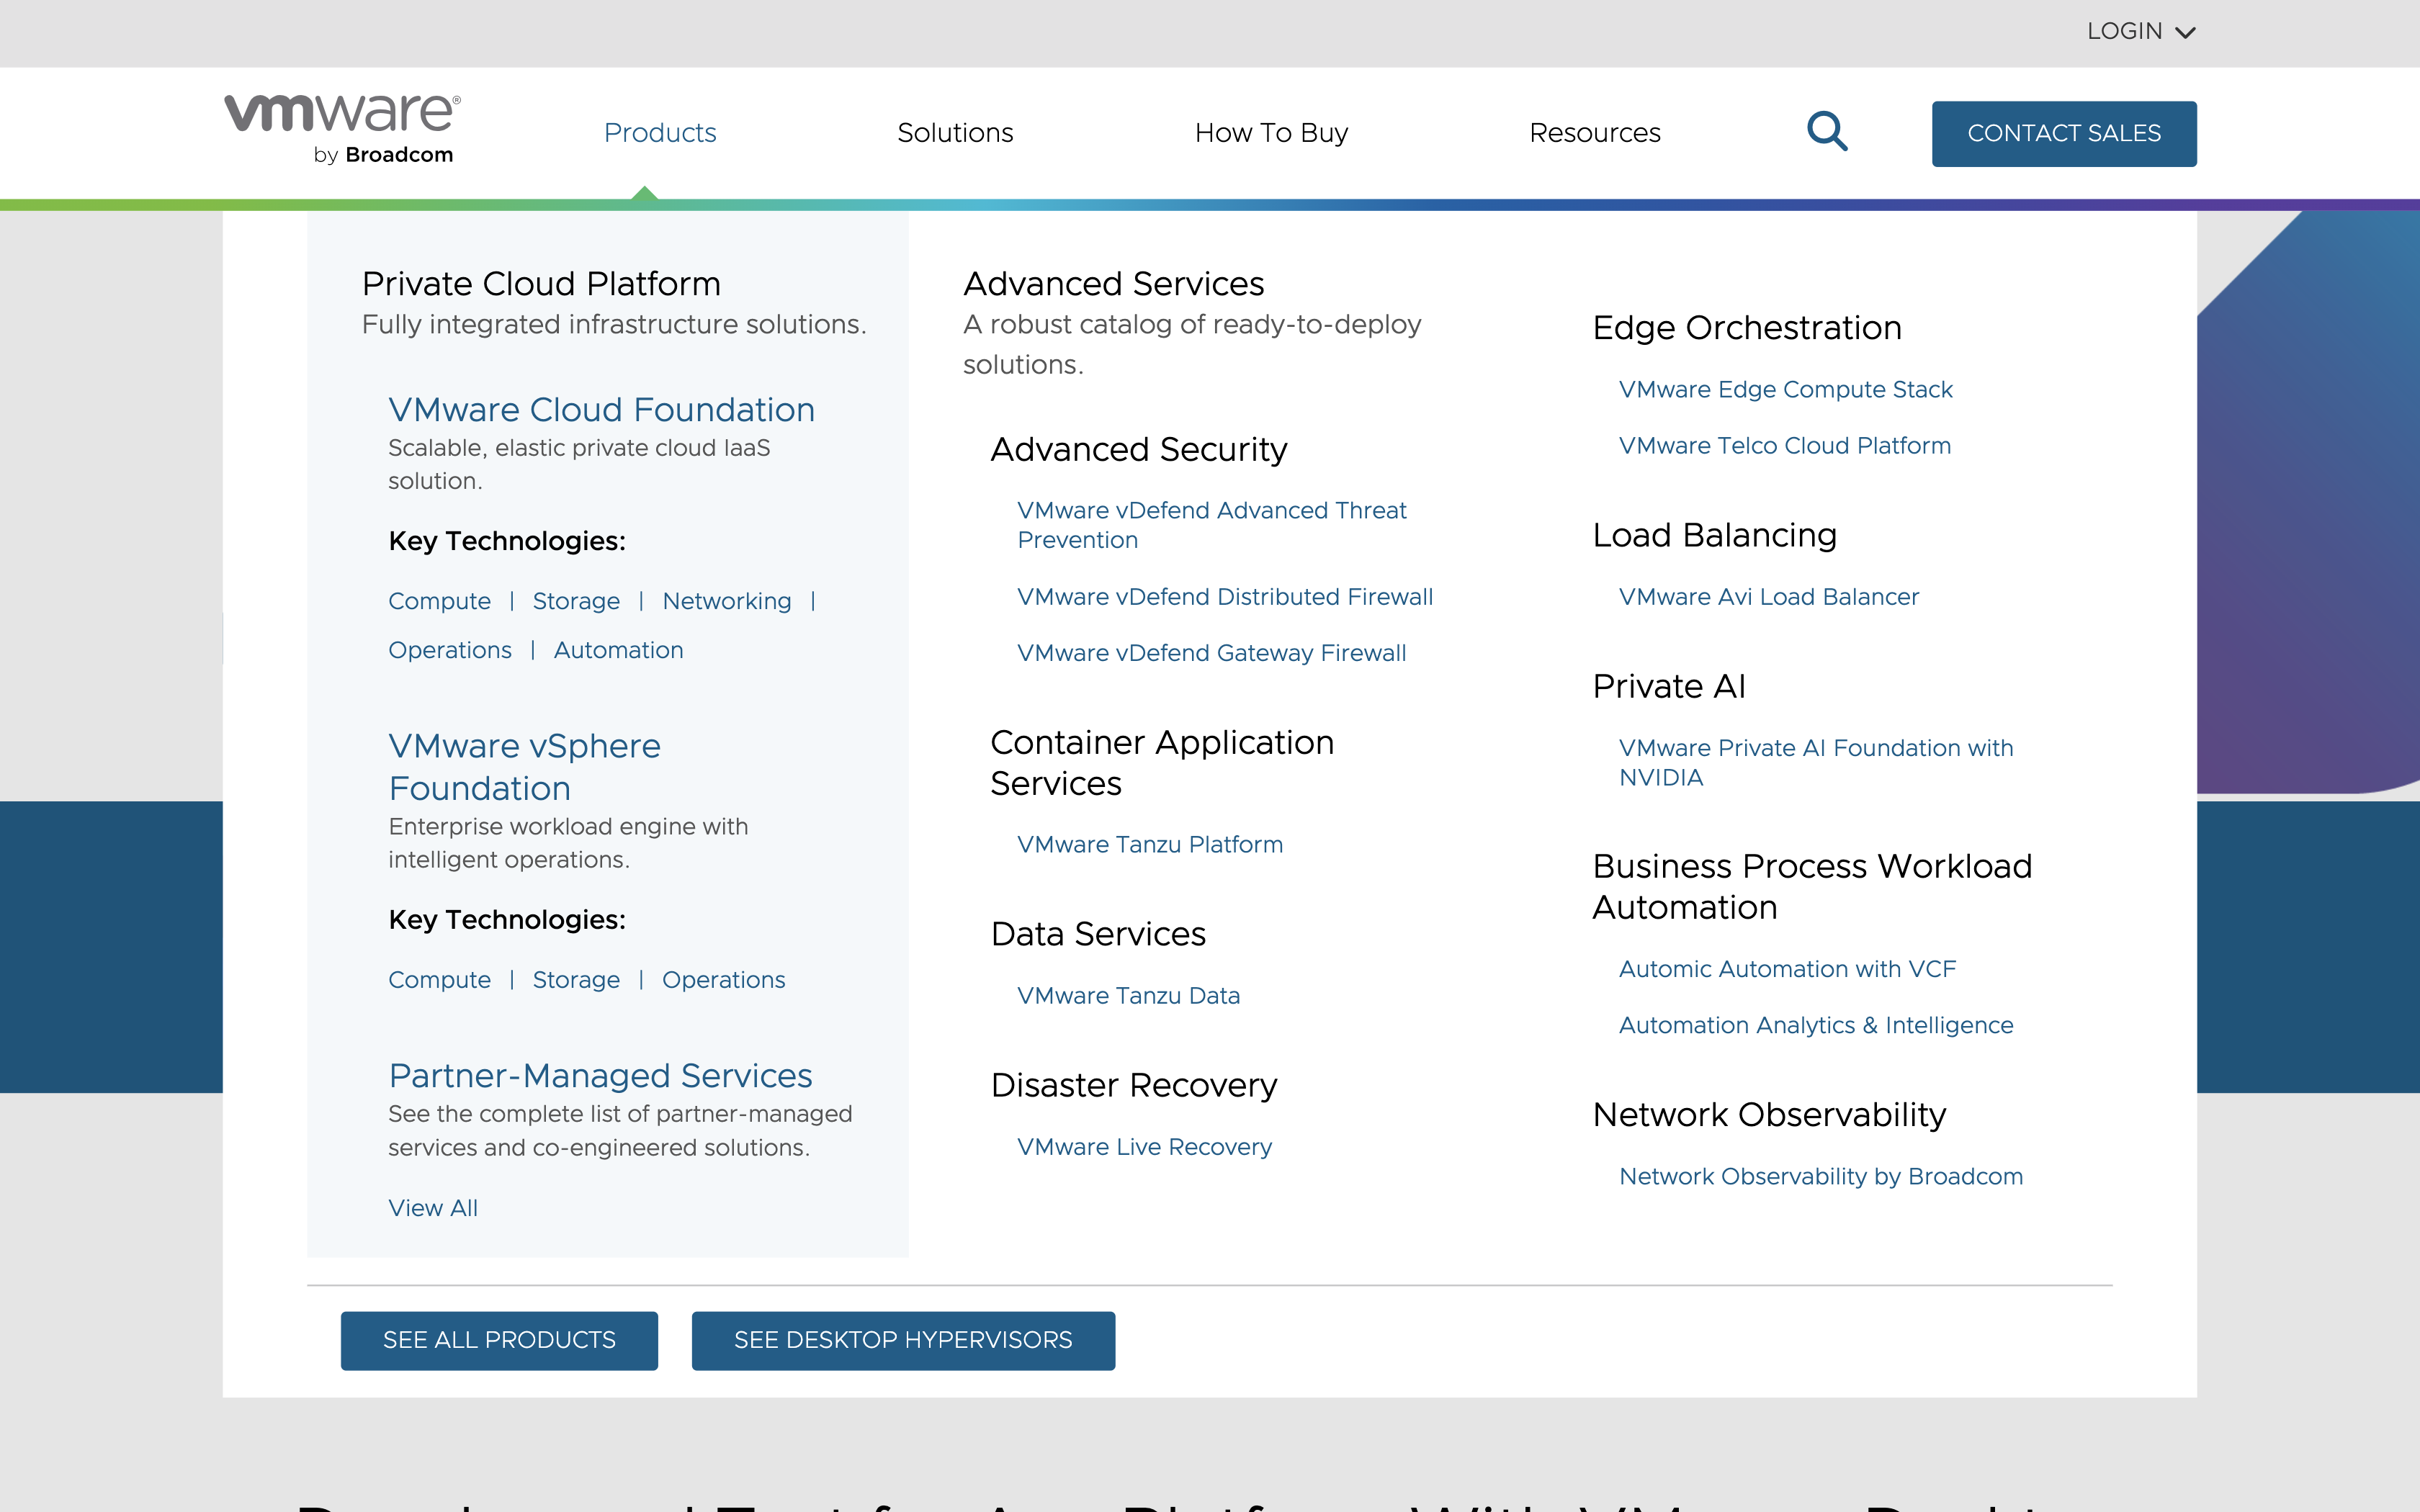 LOGIN
vmware®
by Broadcom
Products
Solutions
How To Buy
Resources
CONTACT SALES
Private Cloud Platform
Fully integrated infrastructure solutions.
VMware Cloud Foundation
Scalable, elastic private cloud IaaS
solution.
Key Technologies:
Compute | Storage | Networking |
Operations | Automation
VMware vSphere
Foundation
Enterprise workload engine with
intelligent operations.
Key Technologies:
Compute | Storage | Operations
Partner-Managed Services
See the complete list of partner-managed
services and co-engineered solutions.
View All
Advanced Services
A robust catalog of ready-to-deploy
solutions.
Advanced Security
VMware vDefend Advanced Threat
Prevention
VMware vDefend Distributed Firewall
VMware vDefend Gateway Firewall
Container Application
Services
VMware Tanzu Platform
Data Services
VMware Tanzu Data
Disaster Recovery
VMware Live Recovery
Edge Orchestration
VMware Edge Compute Stack
VMware Telco Cloud Platform
Load Balancing
VMware Avi Load Balancer
Private AI
VMware Private AI Foundation with
NVIDIA
Business Process Workload
Automation
Automic Automation with VCF
Automation Analytics & Intelligence
Network Observability
Network Observability by Broadcom
SEE ALL PRODUCTS
SEE DESKTOP HYPERVISORS